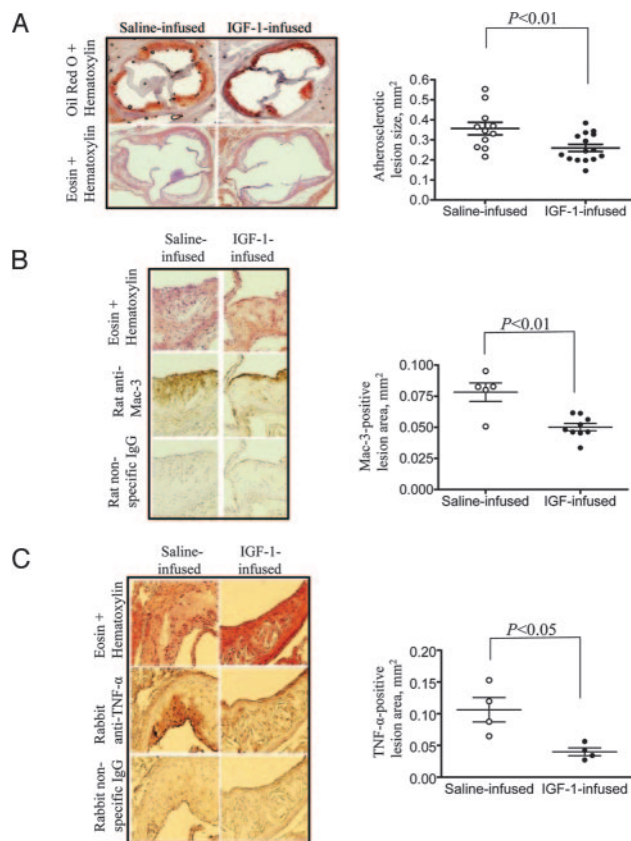 A
Saline-infused IGF-1-infused
Oil Red O +
Hematoxylin
Eosin +
Hematoxylin
P<0.01
Atherosclerotic
lesion size, mm²
0.6
0.5
0.4
0.3
0.2
0.1
0.0
Saline-infused IGF-1-infused
B
Saline-
infused
IGF-1-
infused
Eosin +
Hematoxylin
Rat anti-
Mac-3
Rat non-
specific IgG
P<0.01
Mac-3-positive
lesion area, mm²
0.100
0.075
0.050
0.025
0.000
Saline-infused IGF-infused
C
Saline-
infused
IGF-1-
infused
Eosin +
Hematoxylin
Rabbit
anti-TNF-α
Rabbit non-
specific IgG
P<0.05
TNF-α-positive
lesion area, mm²
0.20
0.15
0.10
0.05
0.00
Saline-infused IGF-1-infused